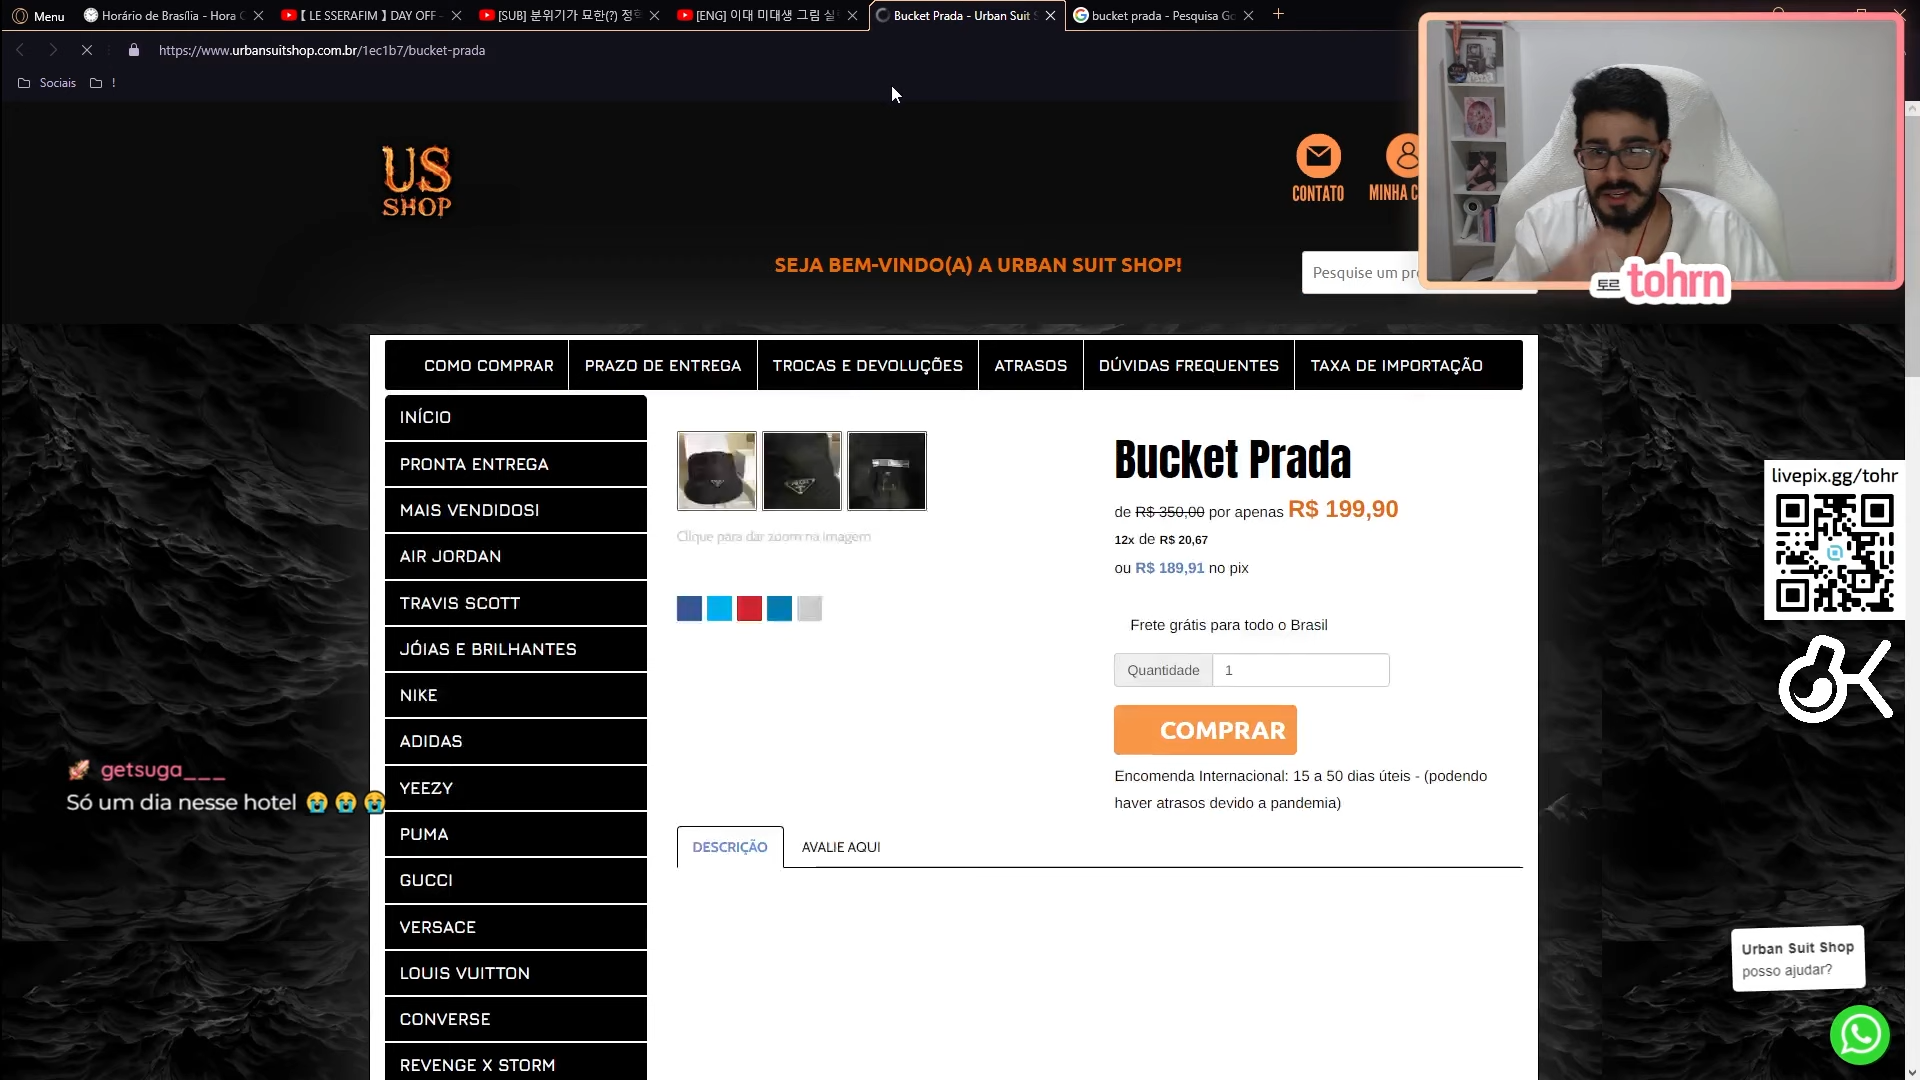 Menu
Horário de Brasília - Hora
【 LE SSERAFIM 】DAY OFF -
[SUB] 분위기가 묘한(?) 정
[ENG] 이대 미대생 그림 실
Bucket Prada - Urban Suit S
bucket prada - Pesquisa Go
https://www.urbansuitshop.com.br/1ec1b7/bucket-prada
Sociais
!
US
SHOP
CONTATO
MINHA C
SEJA BEM-VINDO(A) A URBAN SUIT SHOP!
Pesquise um pr
토르 tohrn
COMO COMPRAR
PRAZO DE ENTREGA
TROCAS E DEVOLUÇÕES
ATRASOS
DÚVIDAS FREQUENTES
TAXA DE IMPORTAÇÃO
INÍCIO
PRONTA ENTREGA
MAIS VENDIDOS!
AIR JORDAN
TRAVIS SCOTT
JÓIAS E BRILHANTES
NIKE
ADIDAS
YEEZY
PUMA
GUCCI
VERSACE
LOUIS VUITTON
CONVERSE
REVENGE X STORM
Clique para dar zoom na imagem
Bucket Prada
de R$ 350,00 por apenas R$ 199,90
12x de R$ 20,67
ou R$ 189,91 no pix
Frete grátis para todo o Brasil
Quantidade 1
COMPRAR
Encomenda Internacional: 15 a 50 dias úteis - (podendo
haver atrasos devido a pandemia)
DESCRIÇÃO
AVALIE AQUI
getsuga___
Só um dia nesse hotel 😭 😭 😭
livepix.gg/tohr
Urban Suit Shop
posso ajudar?